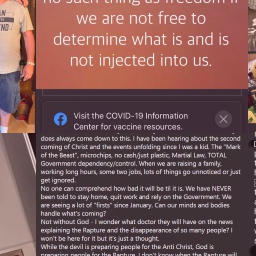 no such thing as freedom if
we are not free to
determine what is and is
not injected into us.
Visit the COVID-19 Information
Center for vaccine resources.
does always come down to this. I have been hearing about the second
coming of Christ and the events unfolding since I was a kid. The "Mark
of the Beast", microchips, no cash/just plastic, Martial Law, TOTAL
Government dependency/control. When we are raising a family,
working long hours, some two jobs, lots of things go unnoticed or just
get ignored.
No one can comprehend how bad it will be til it is. We have NEVER
been told to stay home, quit work and rely on the Government. We
are seeing a lot of "firsts" since January. Can our minds and bodies
handle what's coming?
Not without God - I wonder what doctor they will have on the news
explaining the Rapture and the disappearance of so many people? I
won't be here for it but it's just a thought.
While the devil is preparing people for the Anti Christ, God is
preparing people for the Rapture. I don't know when the Rapture will